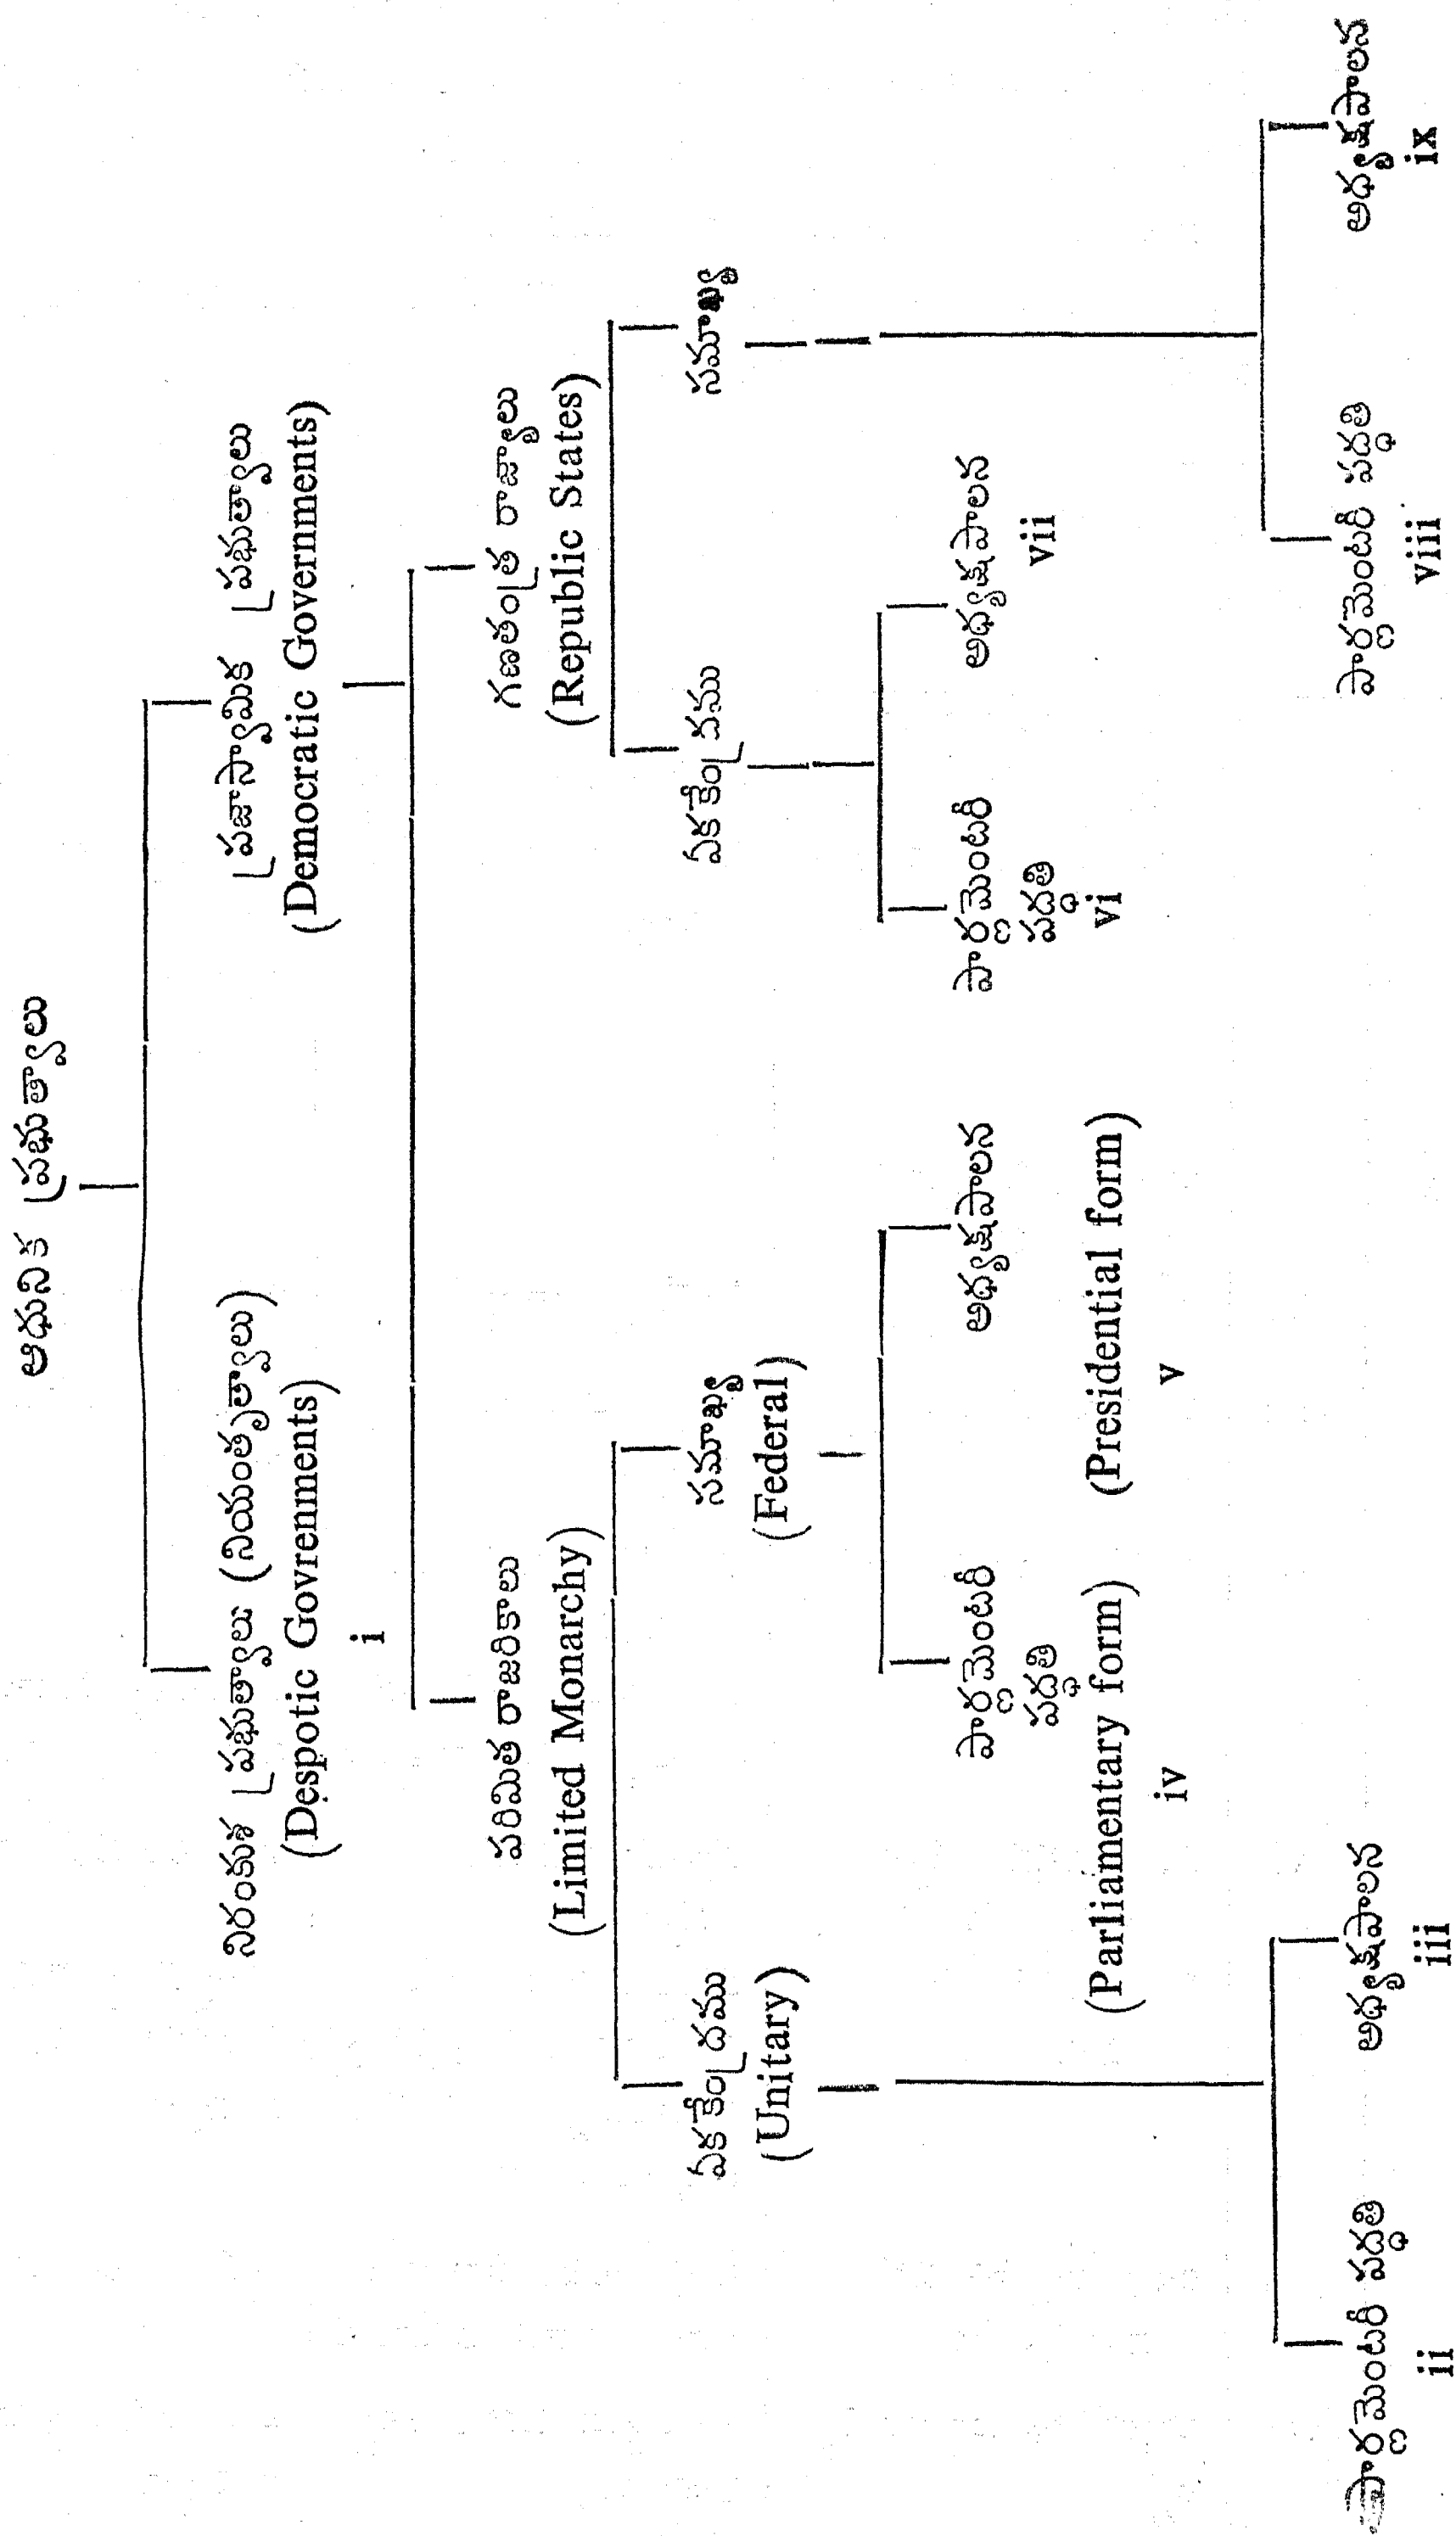 ఆధునిక ప్రభుత్వాలు
నిరంకుశ ప్రభుత్వాలు (నియంతృత్వాలు)
(Despotic Govrenments)
i
ప్రజాస్వామిక ప్రభుత్వాలు
(Democratic Governments)
పరిమిత రాజరికాలు
(Limited Monarchy)
గణతంత్ర రాజ్యాలు
(Republic States)
ఏకకేంద్రము
(Unitary)
సమాఖ్య
(Federal)
ఏకకేంద్రము
సమాఖ్య
పార్లమెంటరీ
పద్ధతి
(Parliamentary form)
iv
అధ్యక్షపాలన
(Presidential form)
v
పార్లమెంటరీ
పద్ధతి
vi
అధ్యక్షపాలన
vii
పార్లమెంటరీ పద్ధతి
ii
అధ్యక్షపాలన
iii
పార్లమెంటరీ పద్ధతి
viii
అధ్యక్షపాలన
ix